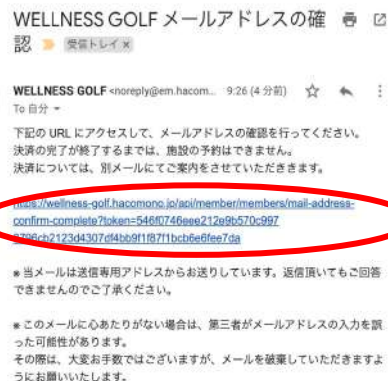 WELLNESS GOLF メールアドレスの確
認 受信トレイ ×
WELLNESS GOLF <noreply@em.hacom... 9:26 (4 分前)
To 自分
下記の URL にアクセスして、メールアドレスの確認を行ってください。
決済の完了が終了するまでは、施設の予約はできません。
決済については、別メールにてご案内をさせていただききます。
https://wellness-golf.hacomono.jp/api/member/members/mail-address-
confirm-complete?token=546f0746eee212e9b570c997
8796cb2123d4307df4bb9f1f87f1bcb6e6fee7da
※ 当メールは送信専用アドレスからお送りしています。返信頂いてもご回答
できませんのでご了承ください。
※ このメールに心あたりがない場合は、第三者がメールアドレスの入力を誤
った可能性があります。
その際は、大変お手数ではございますが、メールを破棄していただきますよ
うにお願いいたします。